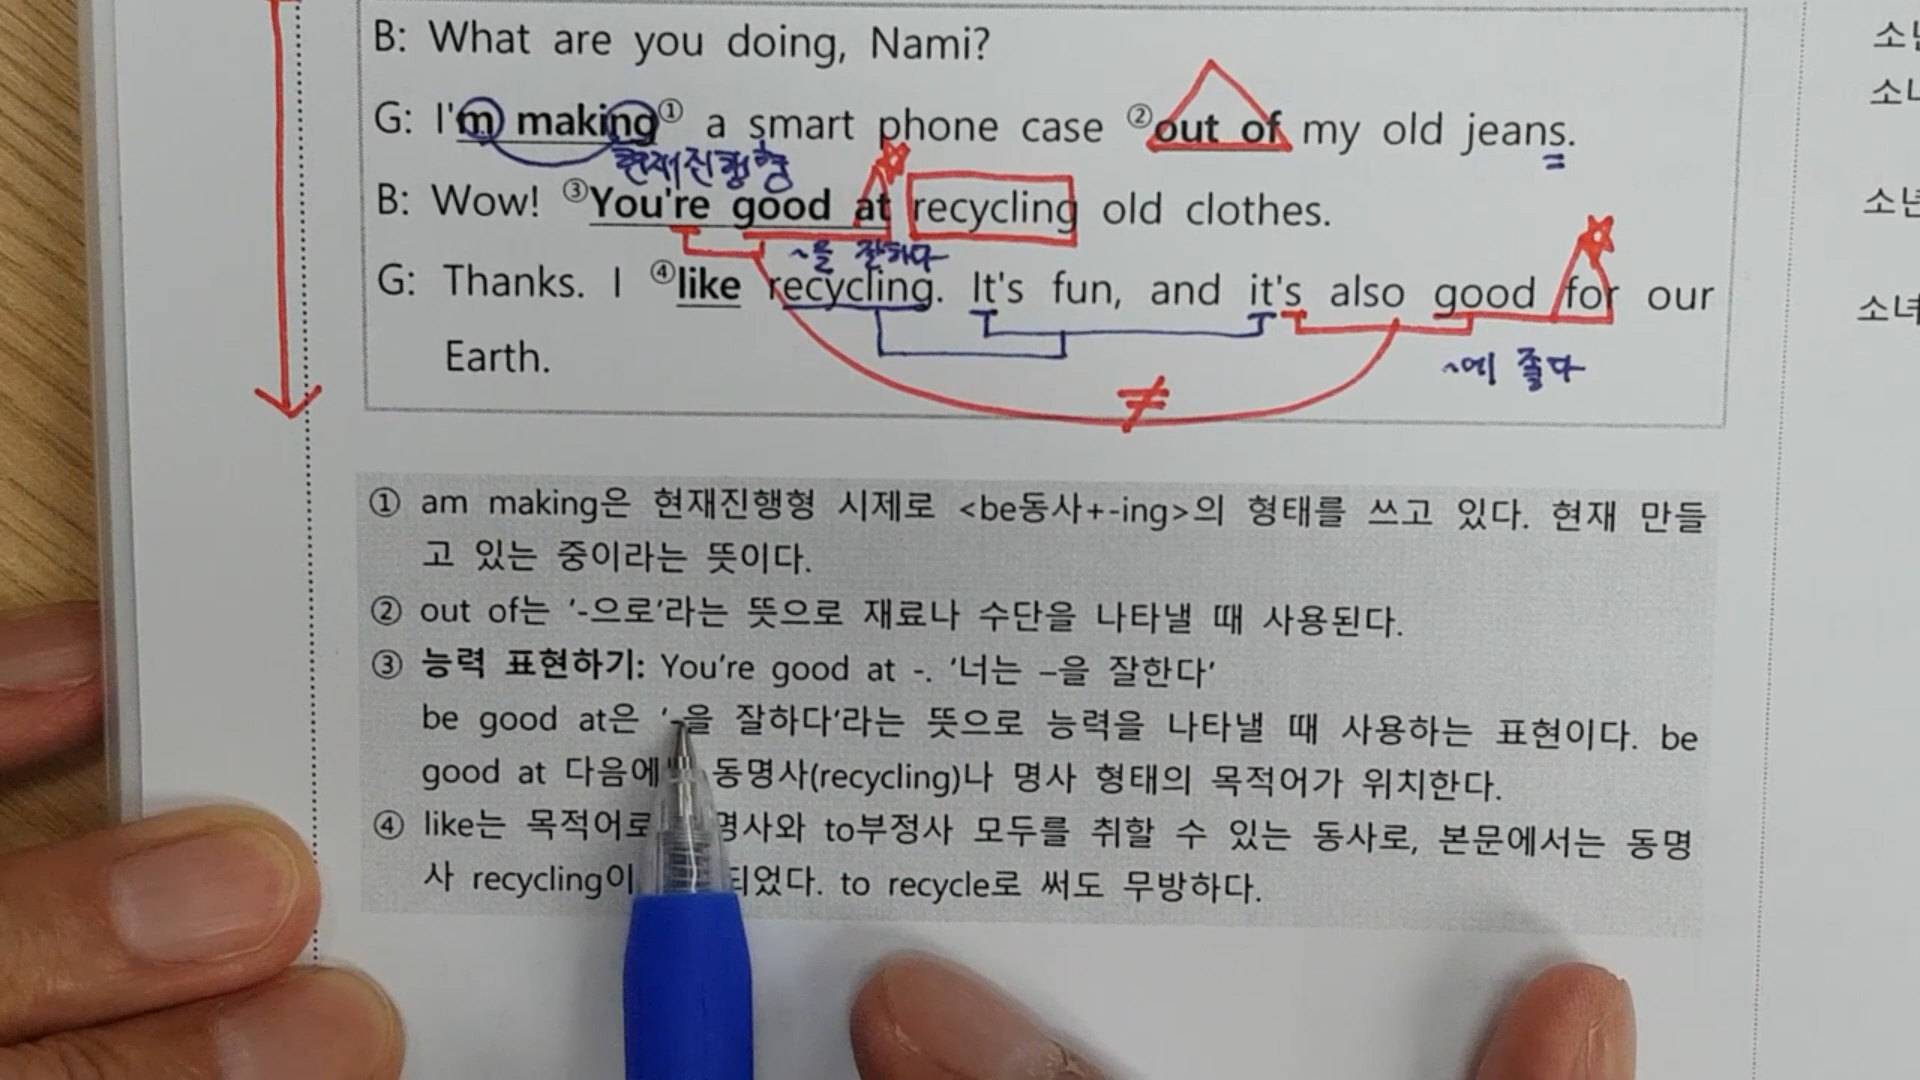 B: What are you doing, Nami?
G: I'm making① a smart phone case ②out of my old jeans.
현재진행형
B: Wow! ③You're good at recycling old clothes.
~을 잘하다
G: Thanks. I ④like recycling. It's fun, and it's also good for our
Earth.
~에 좋다
≠
① am making은 현재진행형 시제로 <be동사+-ing>의 형태를 쓰고 있다. 현재 만들
고 있는 중이라는 뜻이다.
② out of는 '-으로'라는 뜻으로 재료나 수단을 나타낼 때 사용된다.
③ 능력 표현하기: You're good at -. '너는 –을 잘한다'
be good at은 '-을 잘하다'라는 뜻으로 능력을 나타낼 때 사용하는 표현이다. be
good at 다음에 동명사(recycling)나 명사 형태의 목적어가 위치한다.
④ like는 목적어로 명사와 to부정사 모두를 취할 수 있는 동사로, 본문에서는 동명
사 recycling이 되었다. to recycle로 써도 무방하다.
소녀